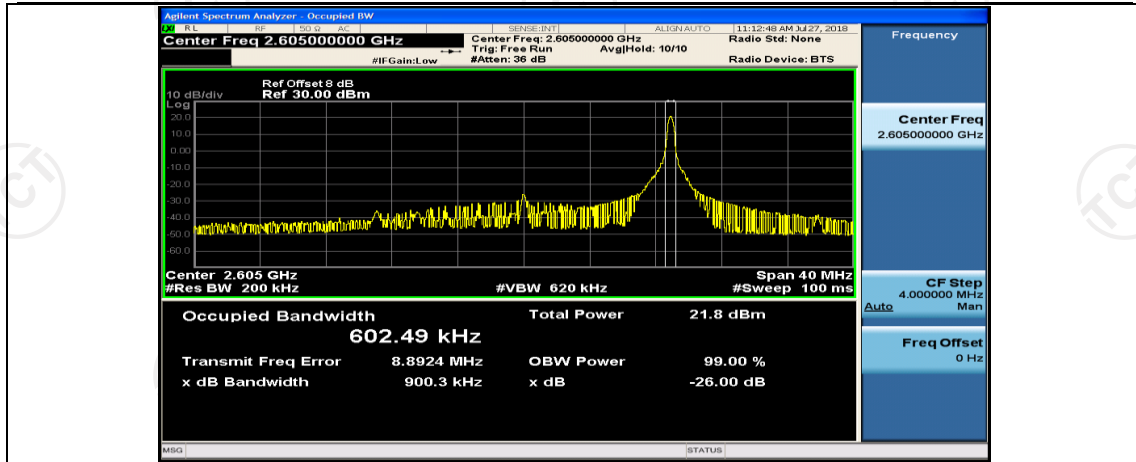 Agilent Spectrum Analyzer - Occupied BW
LXI RL RF 50 Ω AC SENSE:INT ALIGN AUTO 11:12:48 AM Jul 27, 2018
Center Freq 2.605000000 GHz
Center Freq: 2.605000000 GHz Radio Std: None
Trig: Free Run Avg|Hold: 10/10
#IFGain:Low #Atten: 36 dB Radio Device: BTS
Ref Offset 8 dB
10 dB/div Ref 30.00 dBm
Log
20.0
10.0
0.00
-10.0
-20.0
-30.0
-40.0
-50.0
-60.0
Center 2.605 GHz Span 40 MHz
#Res BW 200 kHz #VBW 620 kHz #Sweep 100 ms
Occupied Bandwidth Total Power 21.8 dBm
602.49 kHz
Transmit Freq Error 8.8924 MHz OBW Power 99.00 %
x dB Bandwidth 900.3 kHz x dB -26.00 dB
MSG STATUS
Frequency
Center Freq
2.605000000 GHz
CF Step
4.000000 MHz
Auto Man
Freq Offset
0 Hz
TCT
TCT